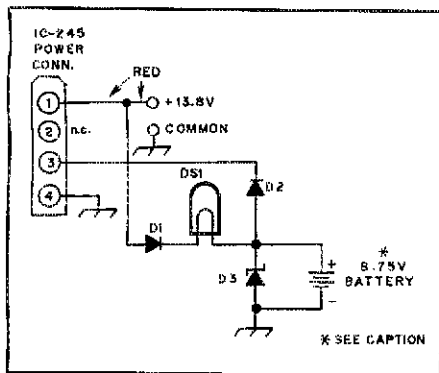 IC-245
POWER
CONN.
RED
1
+13.8V
2
n.c.
COMMON
3
DS1
4
D2
D1
D3
*
8.75V
BATTERY
* SEE CAPTION
+
-